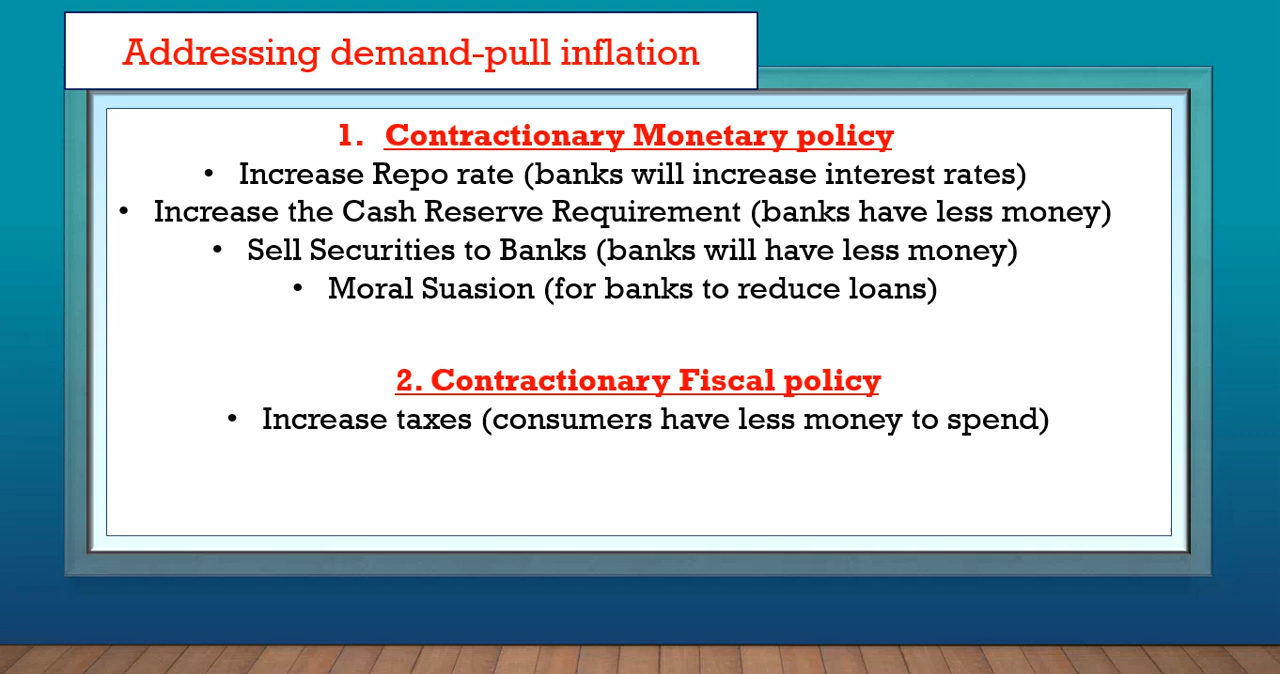 Addressing demand-pull inflation
1. Contractionary Monetary policy
• Increase Repo rate (banks will increase interest rates)
• Increase the Cash Reserve Requirement (banks have less money)
• Sell Securities to Banks (banks will have less money)
• Moral Suasion (for banks to reduce loans)
2. Contractionary Fiscal policy
• Increase taxes (consumers have less money to spend)